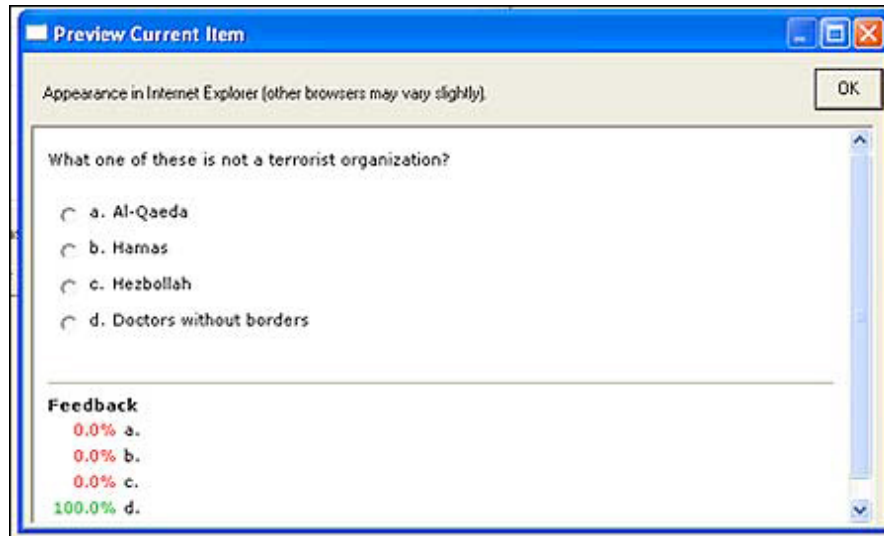 Preview Current Item
Appearance in Internet Explorer (other browsers may vary slightly).
OK
What one of these is not a terrorist organization?
a. Al-Qaeda
b. Hamas
c. Hezbollah
d. Doctors without borders
Feedback
0.0% a.
0.0% b.
0.0% c.
100.0% d.